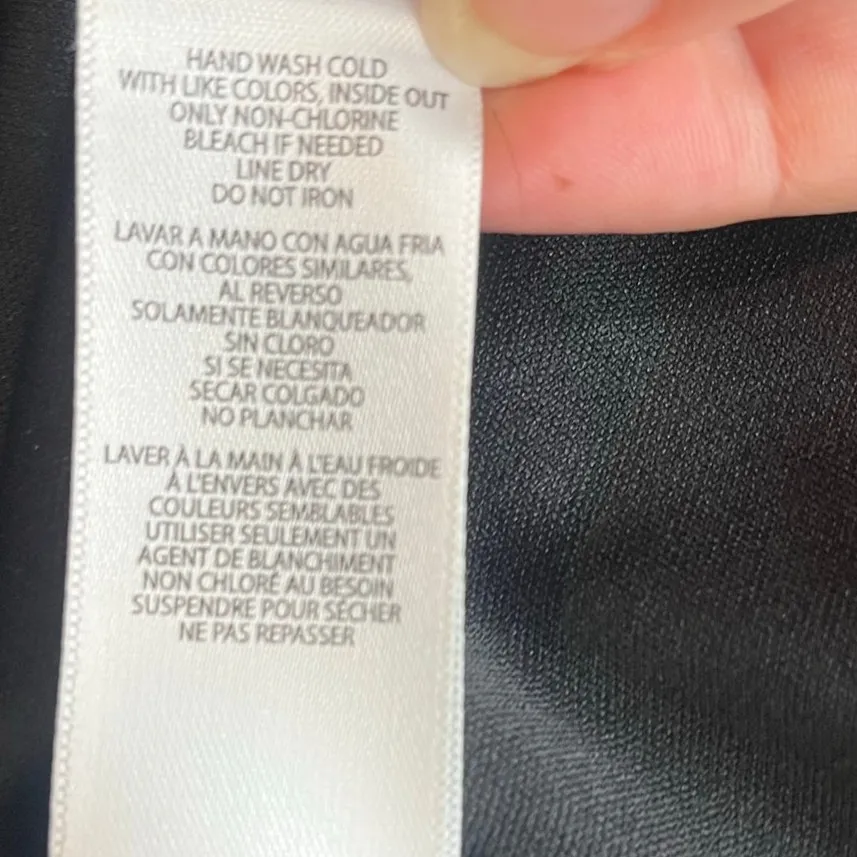 HAND WASH COLD
WITH LIKE COLORS, INSIDE OUT
ONLY NON-CHLORINE
BLEACH IF NEEDED
LINE DRY
DO NOT IRON
LAVAR A MANO CON AGUA FRIA
CON COLORES SIMILARES,
AL REVERSO
SOLAMENTE BLANQUEADOR
SIN CLORO
SI SE NECESITA
SECAR COLGADO
NO PLANCHAR
LAVER À LA MAIN À L'EAU FROIDE
À L'ENVERS AVEC DES
COULEURS SEMBLABLES
UTILISER SEULEMENT UN
AGENT DE BLANCHIMENT
NON CHLORÉ AU BESOIN
SUSPENDRE POUR SÉCHER
NE PAS REPASSER